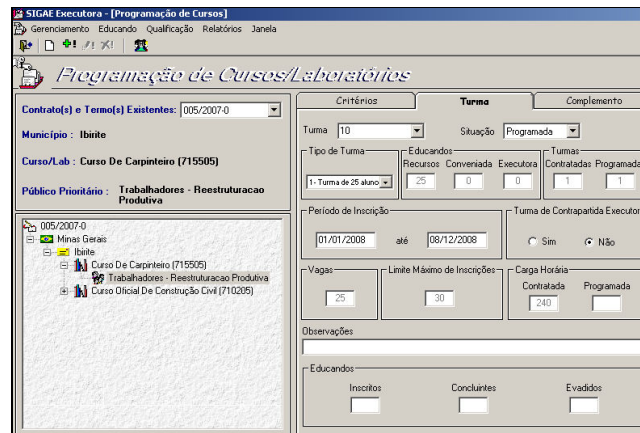 SIGAE Executora - [Programação de Cursos]
Gerenciamento Educando Qualificação Relatórios Janela
Programação de Cursos/Laboratórios
Contrato(s) e Termo(s) Existentes: 005/2007-0
Município : Ibirite
Curso/Lab : Curso De Carpinteiro (715505)
Público Prioritário : Trabalhadores - Reestruturacao
Produtiva
005/2007-0
Minas Gerais
Ibirite
Curso De Carpinteiro (715505)
Trabalhadores - Reestruturacao Produtiva
Curso Oficial De Construção Civil (710205)
Critérios Turma Complemento
Turma 10 Situação Programada
Tipo de Turma Educandos Turmas
Recursos Conveniada Executora Contratadas Programada
1- Turma de 25 aluno 25 0 0 1 1
Período de Inscrição Turma de Contrapartida Executor
01/01/2008 até 08/12/2008 Sim Não
Vagas Limite Máximo de Inscrições Carga Horária
Contratada Programada
25 30 240
Observações
Educandos
Inscritos Concluintes Evadidos